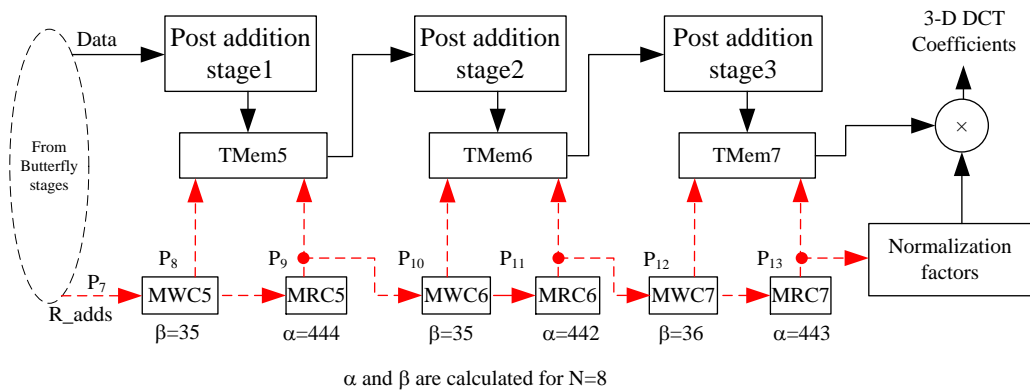 3-D DCT
Coefficients
Data
Post addition
stage1
Post addition
stage2
Post addition
stage3
×
From
Butterfly
stages
TMem5
TMem6
TMem7
Normalization
factors
P7
P8
P9
P10
P11
P12
P13
R_adds
MWC5
MRC5
MWC6
MRC6
MWC7
MRC7
β=35
α=444
β=35
α=442
β=36
α=443
α and β are calculated for N=8